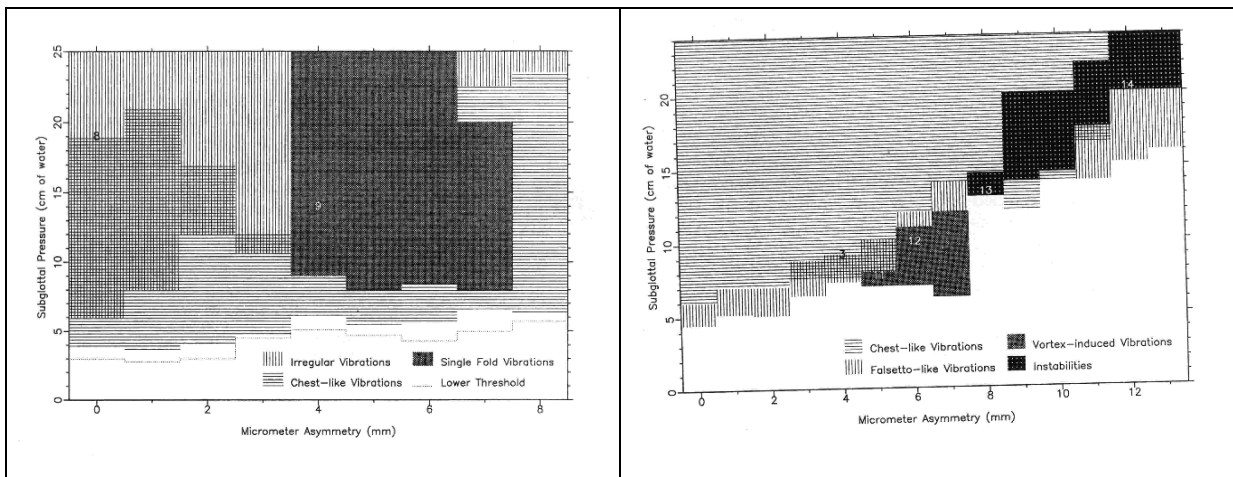 25
20
15
10
5
0
8
9
Subglottal Pressure (cm of water)
Irregular Vibrations
Single Fold Vibrations
Chest-like Vibrations
Lower Threshold
0 2 4 6 8
Micrometer Asymmetry (mm)
20
15
10
5
0
14
13
12
3
Subglottal Pressure (cm of water)
Chest-like Vibrations
Vortex-induced Vibrations
Falsetto-like Vibrations
Instabilities
0 2 4 6 8 10 12
Micrometer Asymmetry (mm)